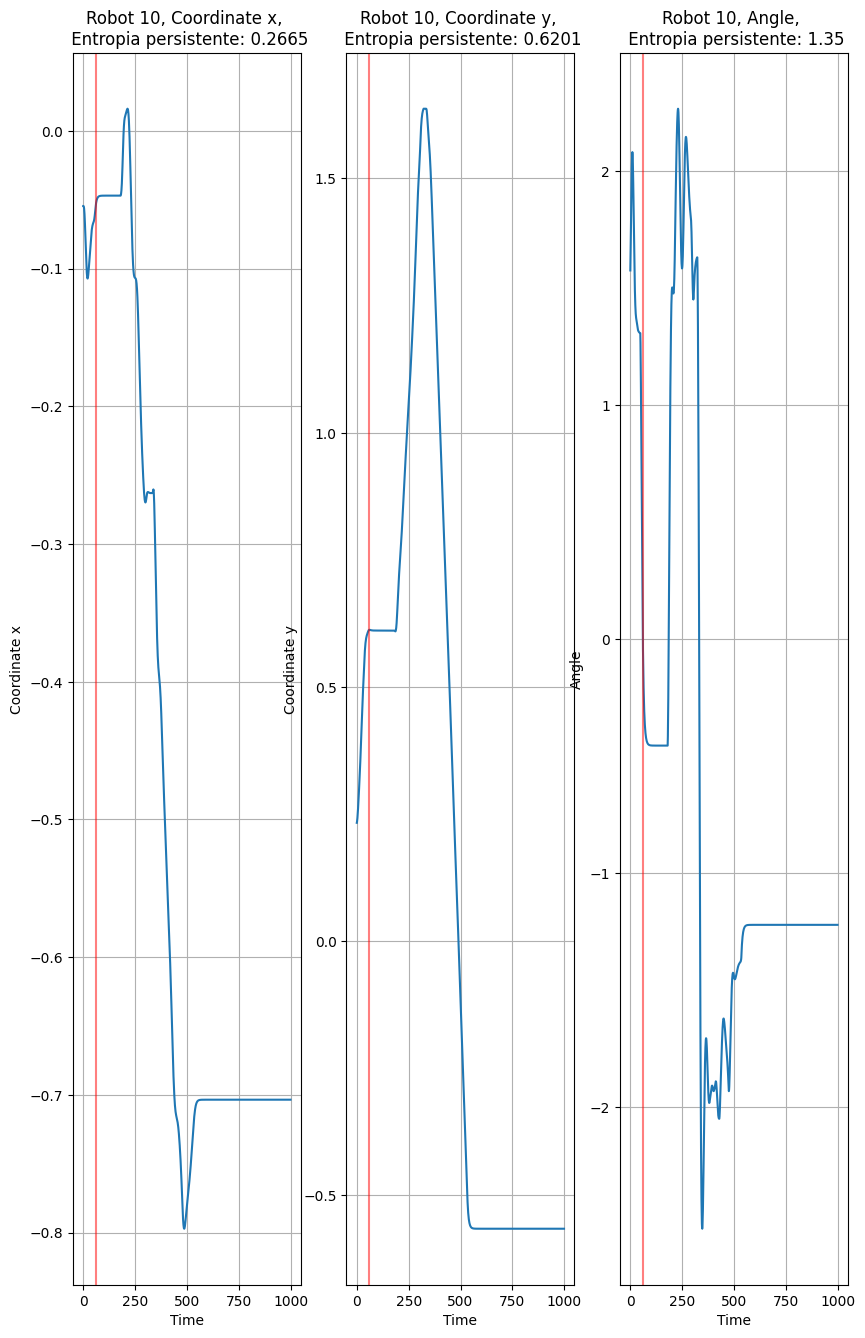 Robot 10, Coordinate x,
Entropia persistente: 0.2665
Robot 10, Coordinate y,
Entropia persistente: 0.6201
Robot 10, Angle,
Entropia persistente: 1.35
Coordinate x
0.0
−0.1
−0.2
−0.3
−0.4
−0.5
−0.6
−0.7
−0.8
0 250 500 750 1000
Time
Coordinate y
1.5
1.0
0.5
0.0
−0.5
0 250 500 750 1000
Time
Angle
2
1
0
−1
−2
0 250 500 750 1000
Time